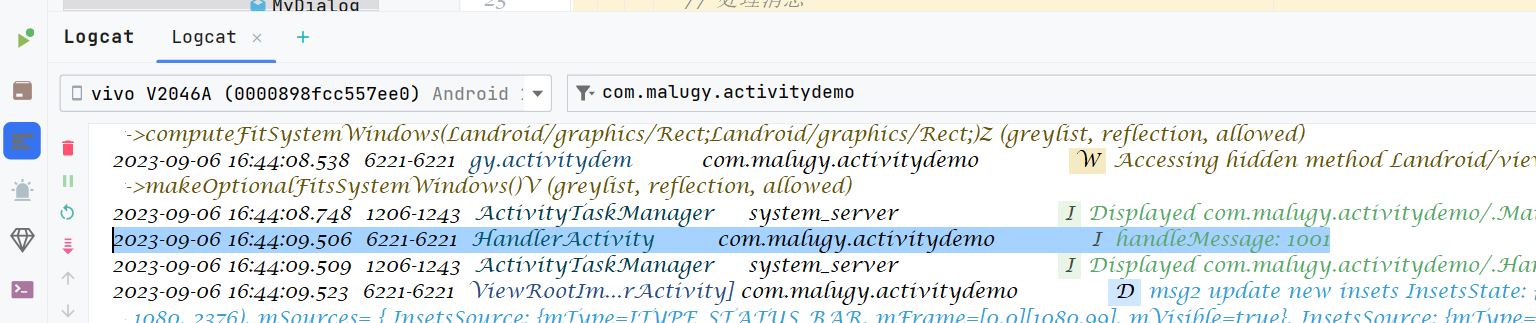 MyDialog
25
// 处理消息
Logcat Logcat × +
vivo V2046A (0000898fcc557ee0) Android com.malugy.activitydemo
->computeFitSystemWindows(Landroid/graphics/Rect;Landroid/graphics/Rect;)Z (greylist, reflection, allowed)
2023-09-06 16:44:08.538 6221-6221 gy.activitydem com.malugy.activitydemo W Accessing hidden method Landroid/view
->makeOptionalFitsSystemWindows()V (greylist, reflection, allowed)
2023-09-06 16:44:08.748 1206-1243 ActivityTaskManager system_server I Displayed com.malugy.activitydemo/.Ma
2023-09-06 16:44:09.506 6221-6221 HandlerActivity com.malugy.activitydemo I handleMessage: 1001
2023-09-06 16:44:09.509 1206-1243 ActivityTaskManager system_server I Displayed com.malugy.activitydemo/.Han
2023-09-06 16:44:09.523 6221-6221 ViewRootIm...rActivity] com.malugy.activitydemo D msg2 update new insets InsetsState: {
1080, 2376), mSources= { InsetsSource: {mType=ITYPE_STATUS_BAR, mFrame=[0,0][1080,99], mVisible=true}, InsetsSource: {mType=